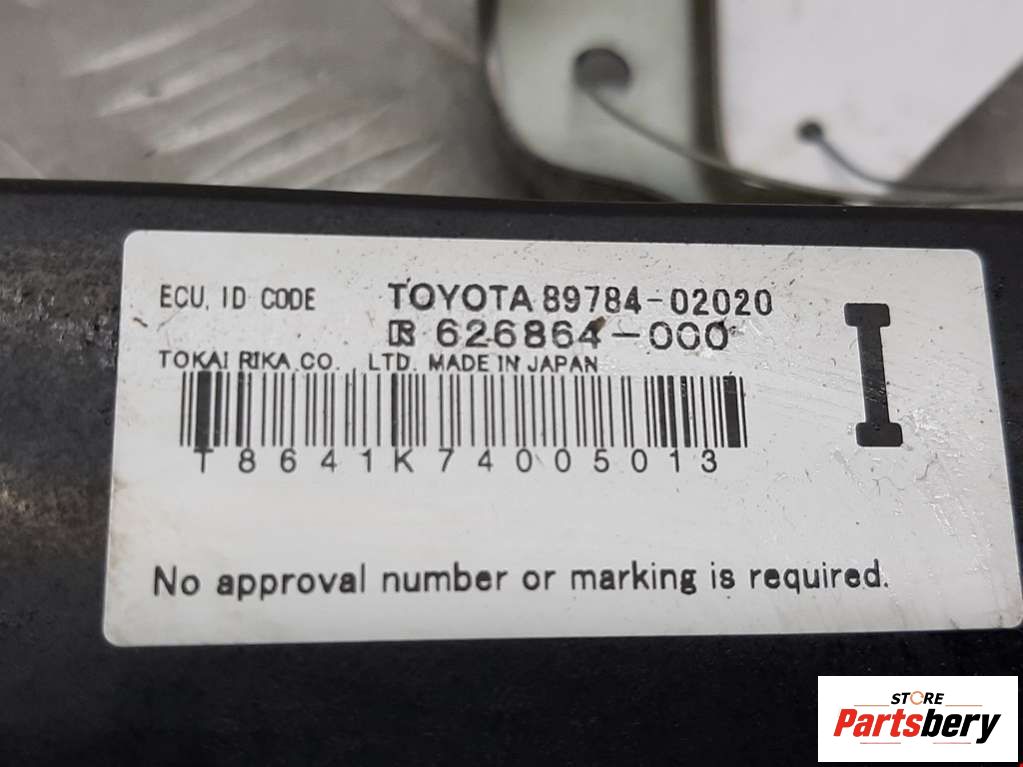 ECU, ID CODE TOYOTA 89784-02020
626864-000
TOKAI RIKA CO., LTD. MADE IN JAPAN
T8641K74005013
I
No approval number or marking is required.
STORE
Partsbery